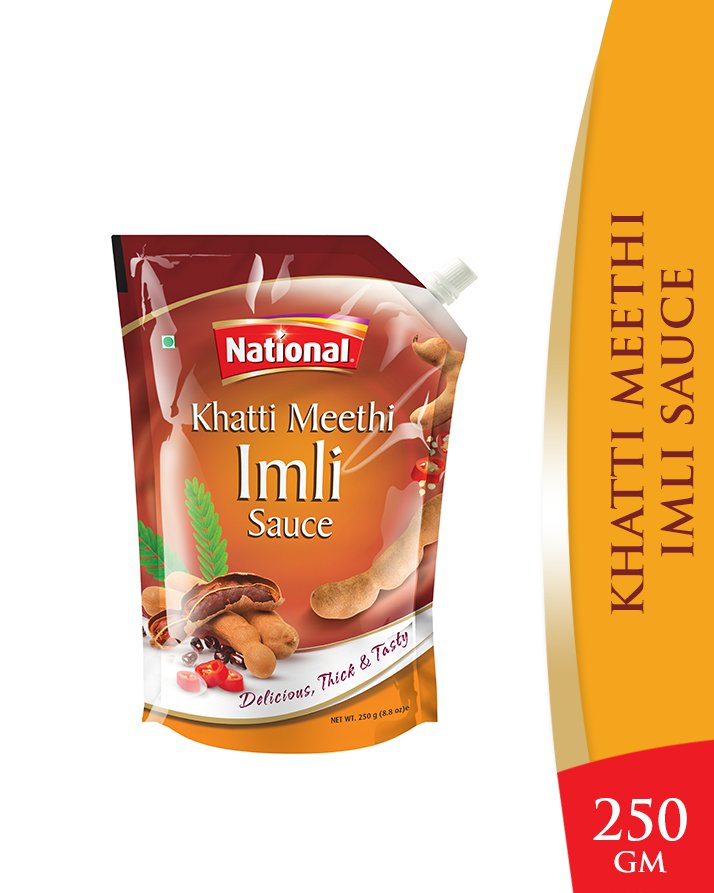 National
Khatti Meethi
Imli
Sauce
Delicious, Thick & Tasty
NET WT. 250 g (8.8 oz)e
KHATTI MEETHI
IMLI SAUCE
250
GM